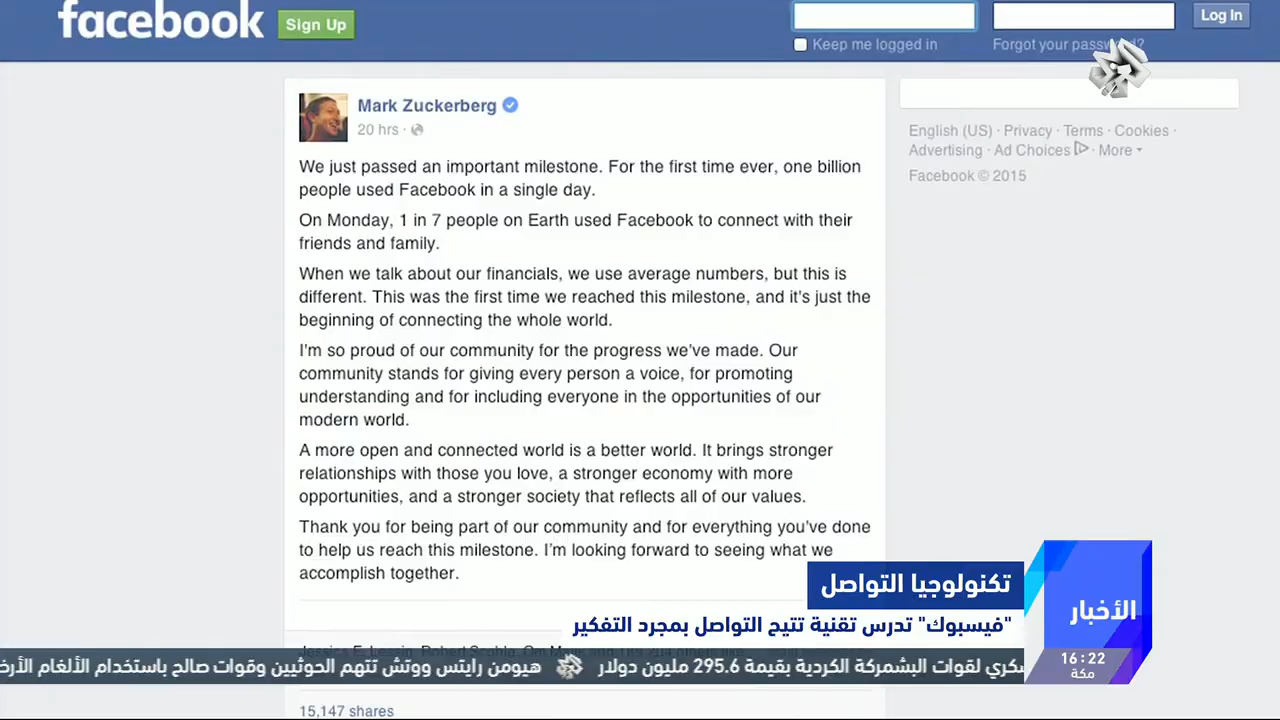 facebook
Sign Up
Log In
Keep me logged in
Forgot your password?
Mark Zuckerberg
20 hrs ·
We just passed an important milestone. For the first time ever, one billion
people used Facebook in a single day.
On Monday, 1 in 7 people on Earth used Facebook to connect with their
friends and family.
When we talk about our financials, we use average numbers, but this is
different. This was the first time we reached this milestone, and it's just the
beginning of connecting the whole world.
I'm so proud of our community for the progress we've made. Our
community stands for giving every person a voice, for promoting
understanding and for including everyone in the opportunities of our
modern world.
A more open and connected world is a better world. It brings stronger
relationships with those you love, a stronger economy with more
opportunities, and a stronger society that reflects all of our values.
Thank you for being part of our community and for everything you've done
to help us reach this milestone. I'm looking forward to seeing what we
accomplish together.
English (US) · Privacy · Terms · Cookies ·
Advertising · Ad Choices · More
Facebook © 2015
تكنولوجيا التواصل
"فيسبوك" تدرس تقنية تتيح التواصل بمجرد التفكير
الأخبار
لقوات البشمركة الكردية بقيمة 295.6 مليون دولار
هيومن رايتس ووتش تتهم الحوثيين وقوات صالح باستخدام الألغام
16:22
مكة
15,147 shares